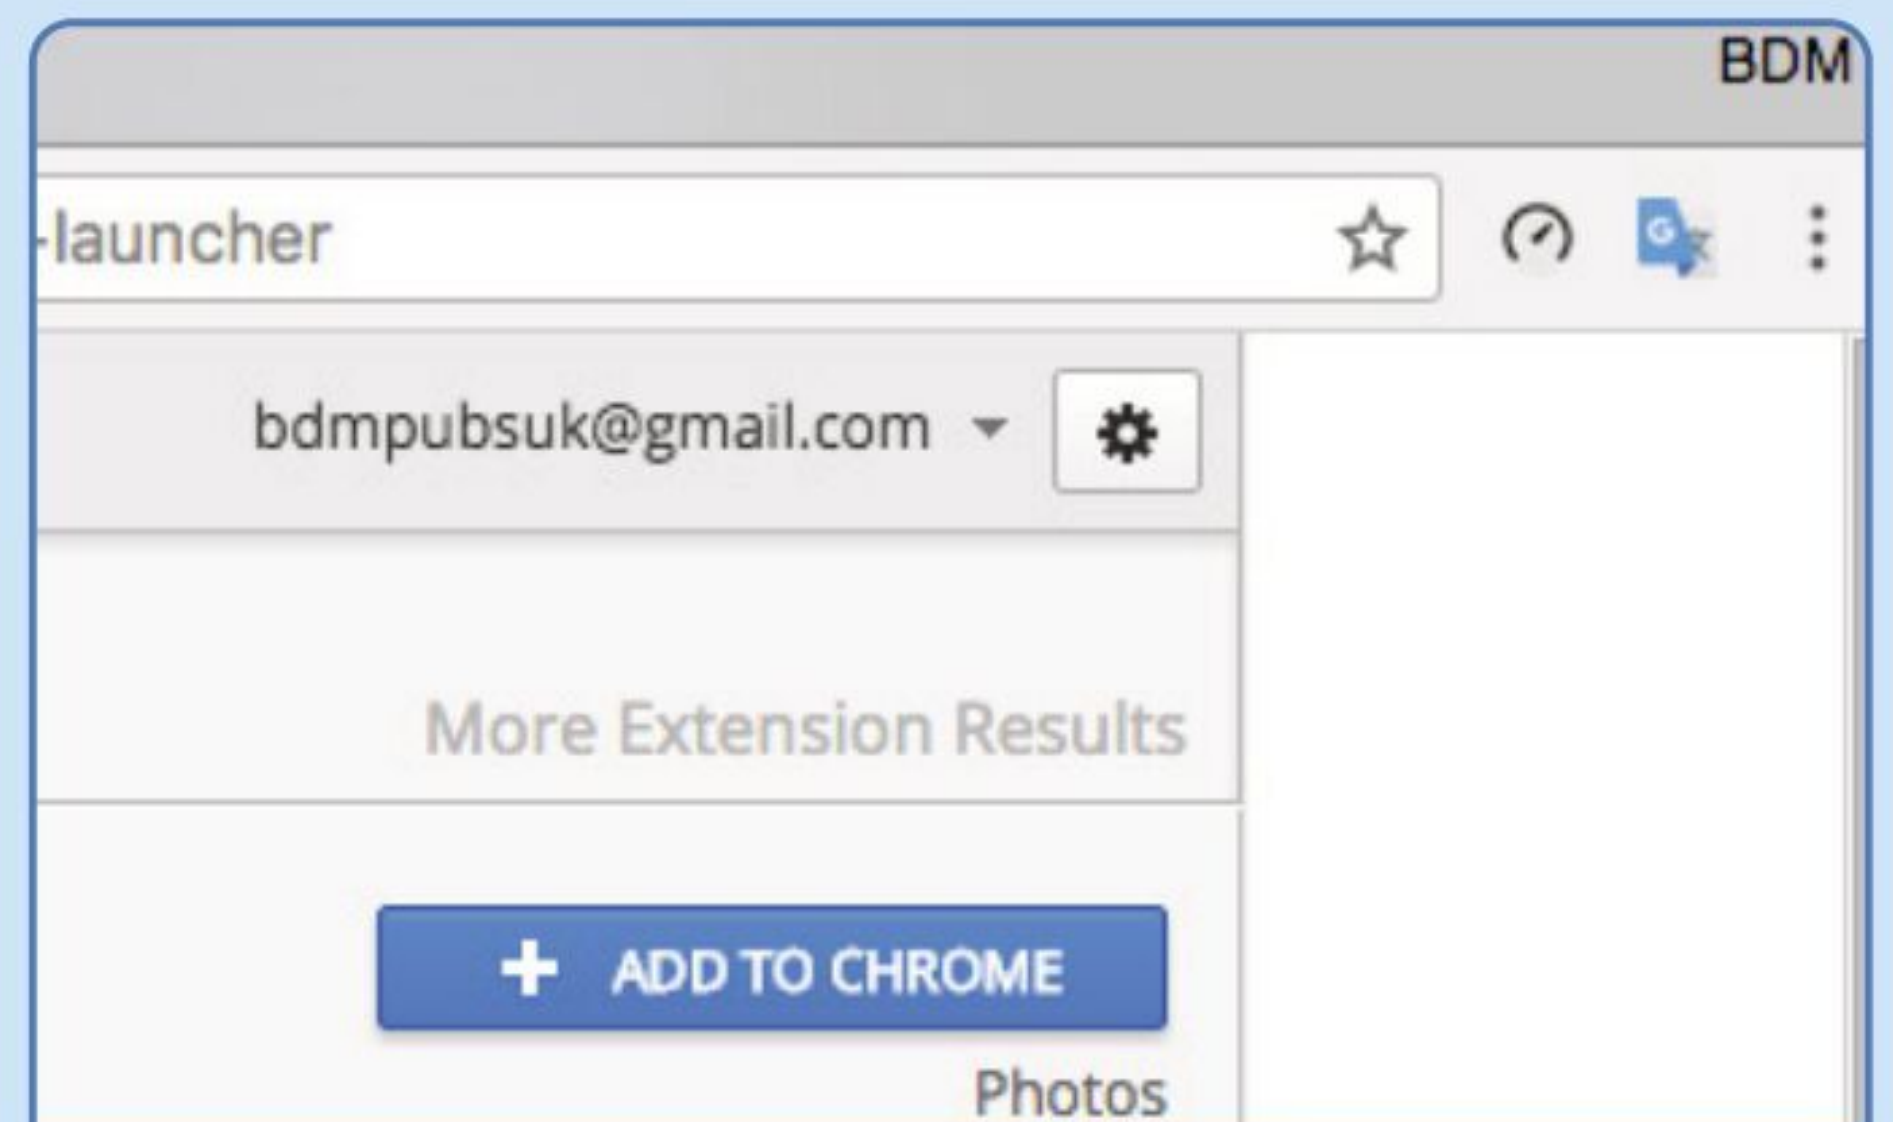 BDM
-launcher
bdmpubsuk@gmail.com
More Extension Results
ADD TO CHROME
Photos